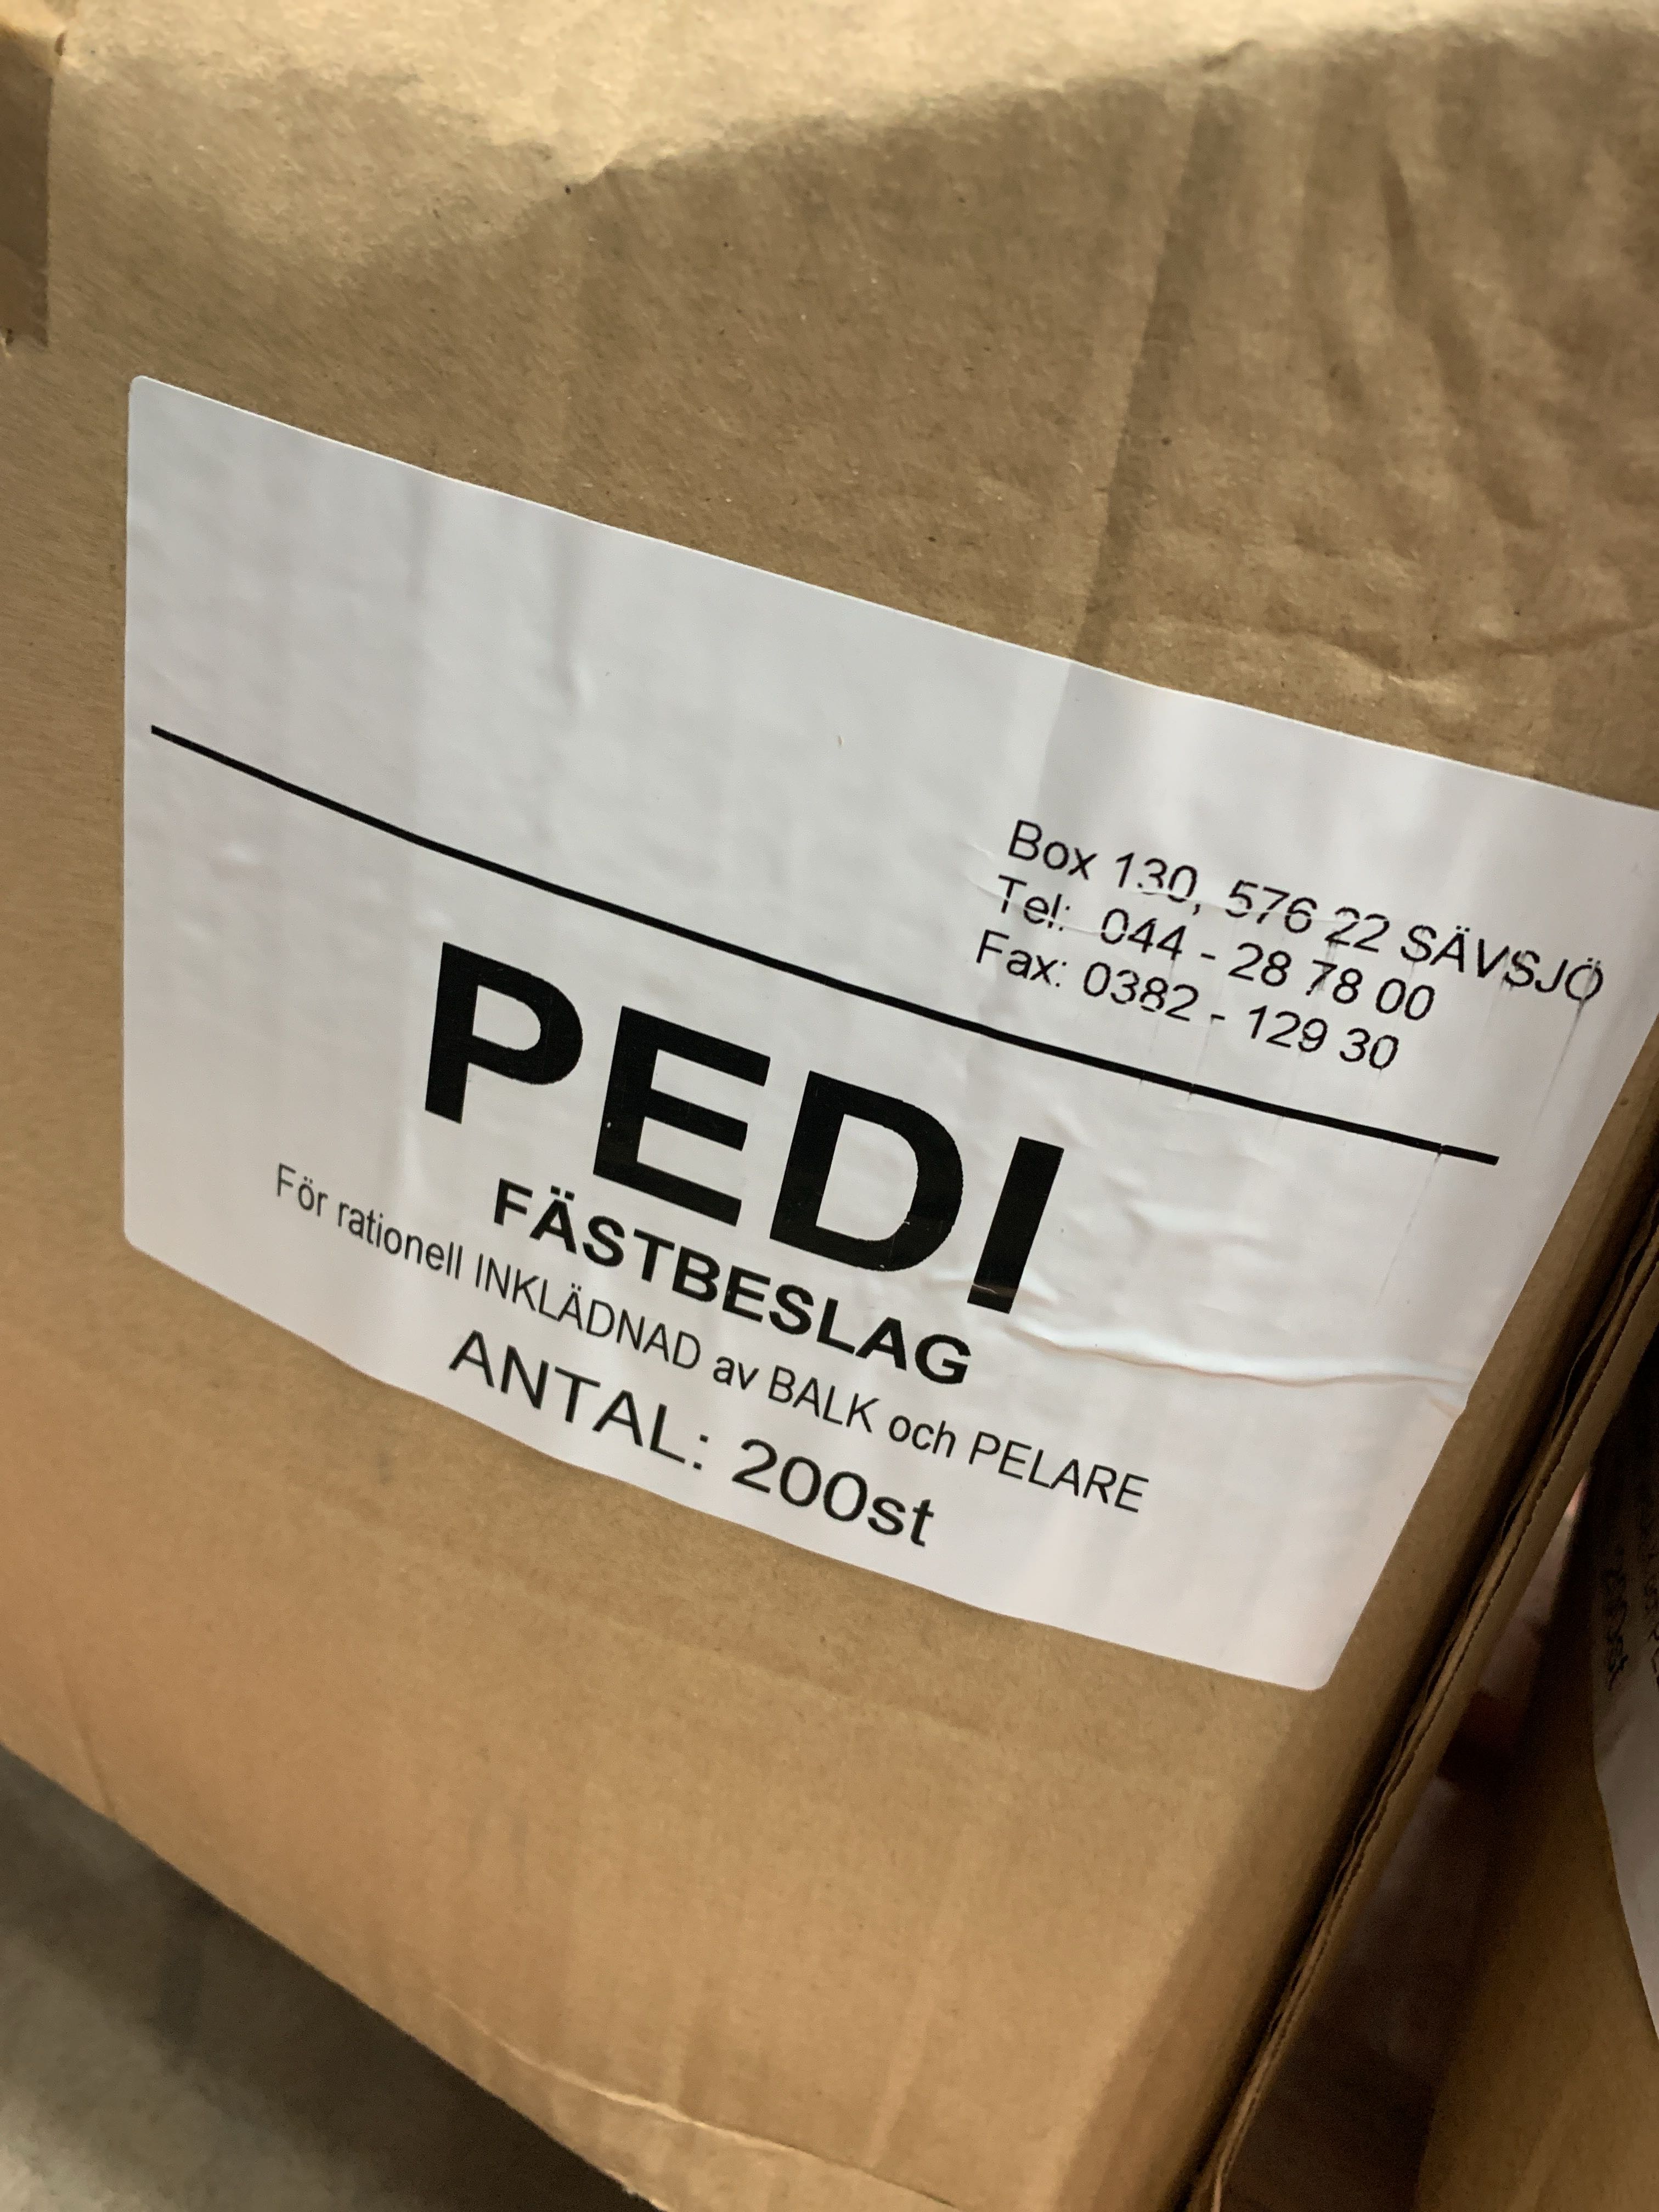 Box 130, 576 22 SÄVSJÖ
Tel: 044 - 28 78 00
Fax: 0382 - 129 30
PEDI
FÄSTBESLAG
För rationell INKLÄDNAD av BALK och PELARE
ANTAL: 200st